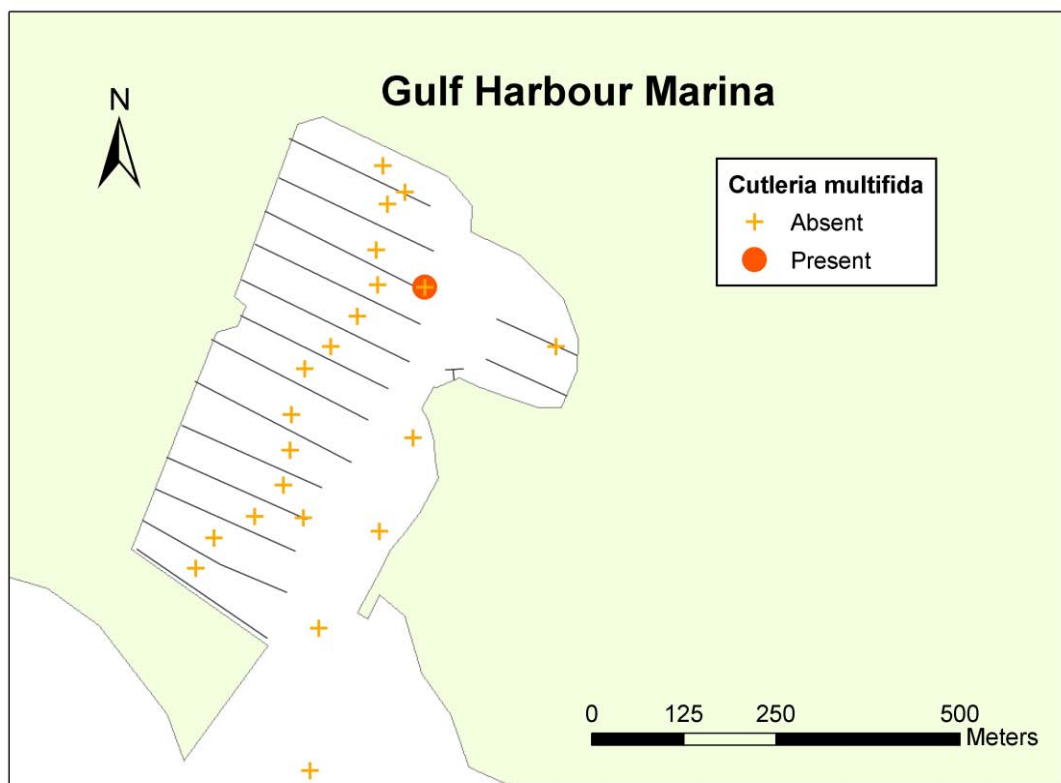 Gulf Harbour Marina
N
Cutleria multifida
Absent
Present
0 125 250 500
Meters